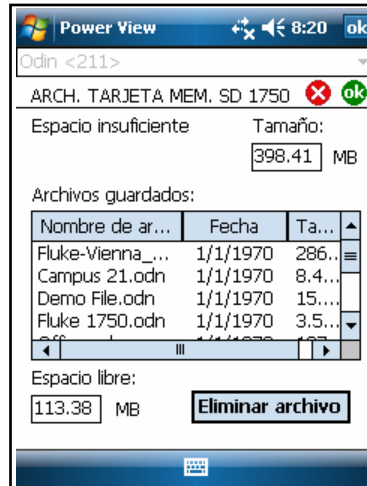 Power View 8:20 ok
Odin <211>
ARCH. TARJETA MEM. SD 1750 ok
Espacio insuficiente Tamaño:
398.41 MB
Archivos guardados:
Nombre de ar... Fecha Ta...
Fluke-Vienna_... 1/1/1970 286...
Campus 21.odn 1/1/1970 8.4...
Demo File.odn 1/1/1970 15....
Fluke 1750.odn 1/1/1970 3.5...
Espacio libre:
113.38 MB Eliminar archivo